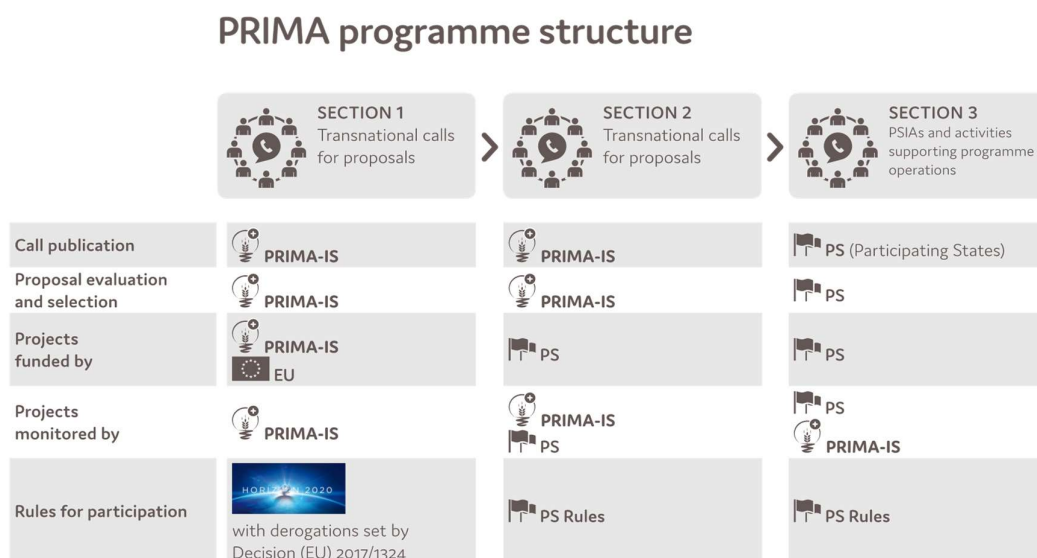 PRIMA programme structure
SECTION 1
Transnational calls
for proposals
SECTION 2
Transnational calls
for proposals
SECTION 3
PSIAs and activities
supporting programme
operations
Call publication
PRIMA-IS
PRIMA-IS
PS (Participating States)
Proposal evaluation
and selection
PRIMA-IS
PRIMA-IS
PS
Projects
funded by
PRIMA-IS
EU
PS
PS
Projects
monitored by
PRIMA-IS
PRIMA-IS
PS
PS
PRIMA-IS
Rules for participation
HORIZON 2020
with derogations set by
Decision (EU) 2017/1324
PS Rules
PS Rules